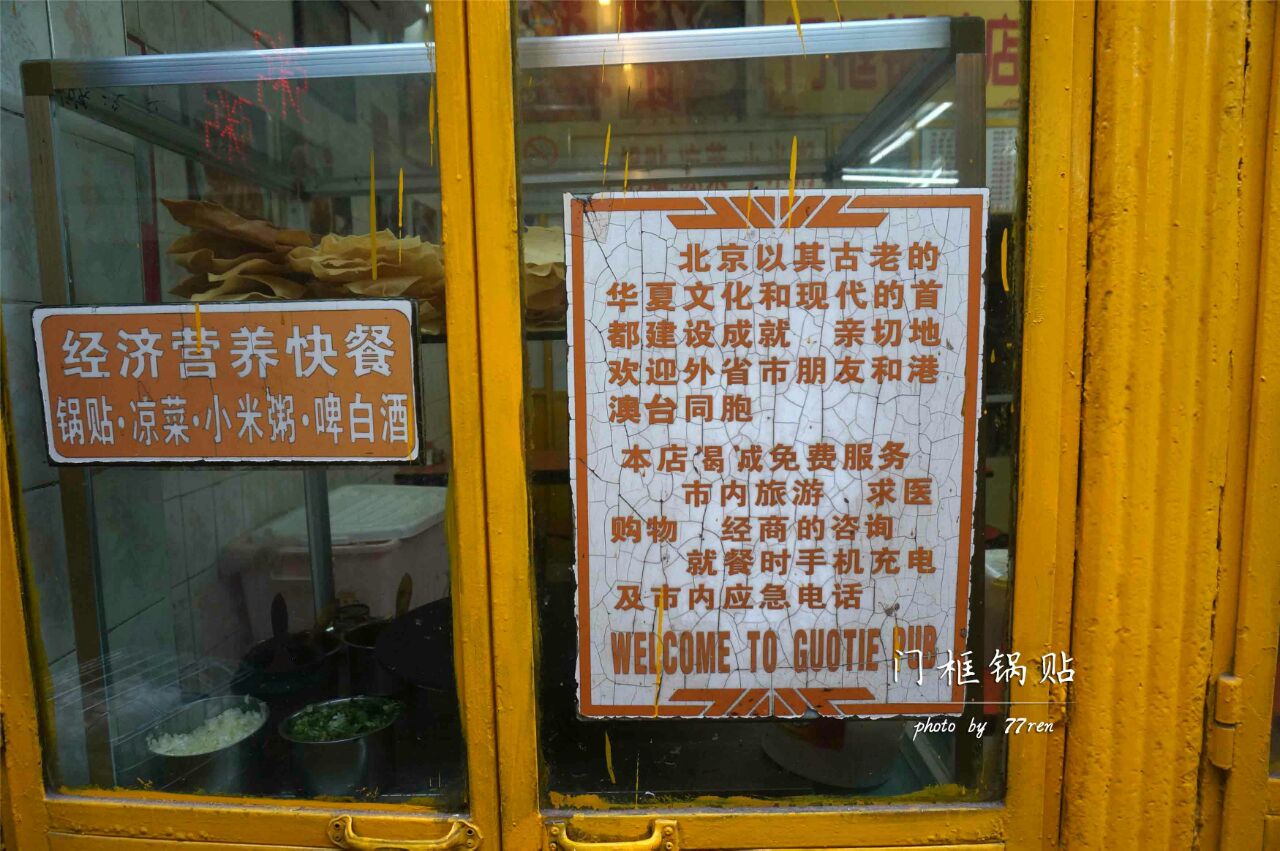 经济营养快餐
锅贴·凉菜·小米粥·啤白酒
北京以其古老的
华夏文化和现代的首
都建设成就 亲切地
欢迎外省市朋友和港
澳台同胞
本店竭诚免费服务
市内旅游 求医
购物 经商的咨询
就餐时手机充电
及市内应急电话
WELCOME TO GUOTIE PUB
门框锅贴
photo by 77ren